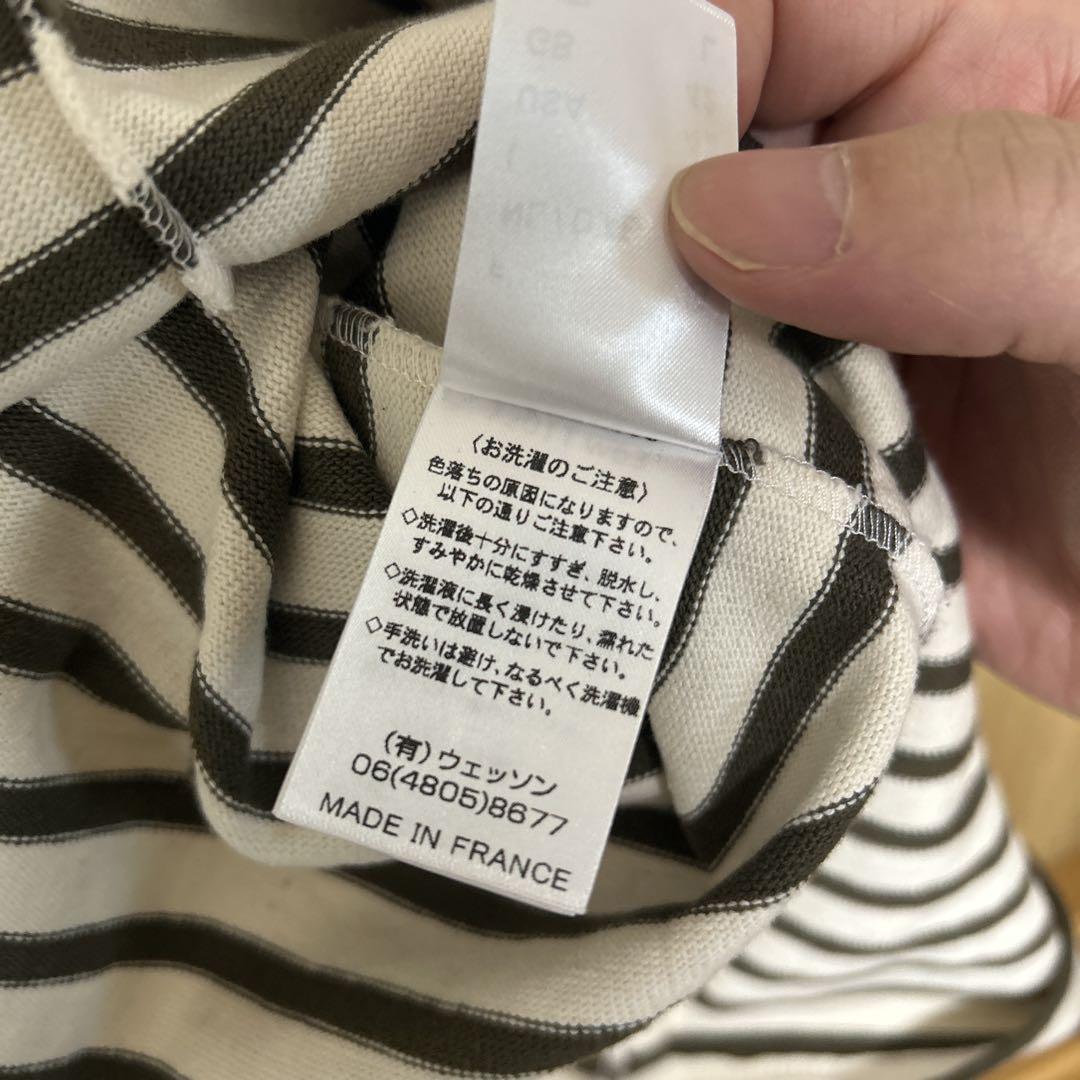 〈お洗濯のご注意〉
色落ちの原因になりますので、
以下の通りご注意下さい。
◇洗濯後十分にすすぎ、脱水し、
すみやかに乾燥させて下さい。
◇洗濯液に長く浸けたり、濡れた
状態で放置しないで下さい。
◇手洗いは避け、なるべく洗濯機
でお洗濯して下さい。
(有)ウェッソン
06(4805)8677
MADE IN FRANCE